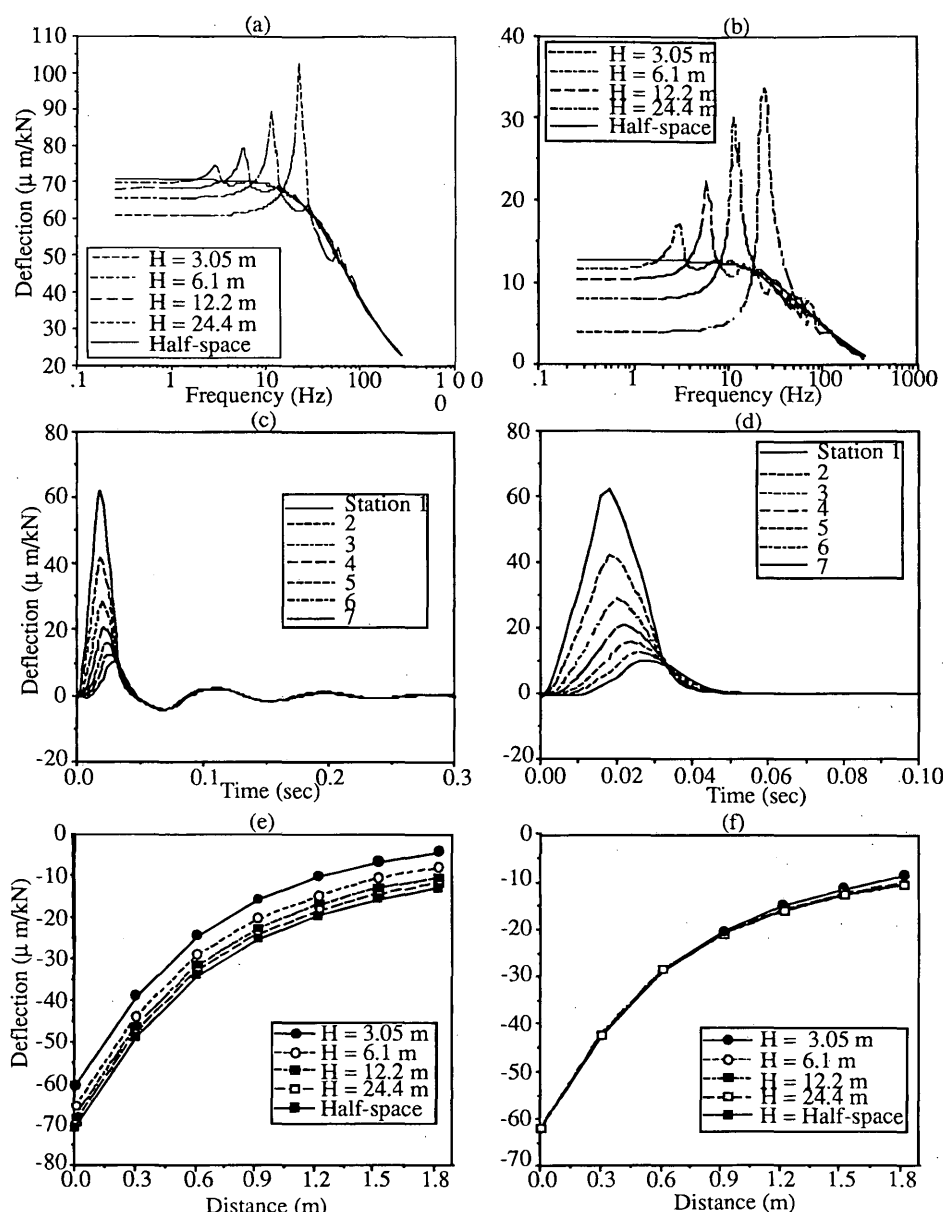 (a)
110
100
90
80
70
60
50
40
30
20
Deflection (μ m/kN)
H = 3.05 m
H = 6.1 m
H = 12.2 m
H = 24.4 m
Half-space
.1 1 10 100 1 0 0
0
Frequency (Hz)
(b)
40
30
20
10
0
H = 3.05 m
H = 6.1 m
H = 12.2 m
H = 24.4 m
Half-space
.1 1 10 100 1000
Frequency (Hz)
(c)
80
60
40
20
0
-20
Deflection (μ m/kN)
Station 1
2
3
4
5
6
7
0.0 0.1 0.2 0.3
Time (sec)
(d)
80
60
40
20
0
-20
Station 1
2
3
4
5
6
7
0.00 0.02 0.04 0.06 0.08 0.10
Time (sec)
(e)
0
-10
-20
-30
-40
-50
-60
-70
-80
Deflection (μ m/kN)
H = 3.05 m
H = 6.1 m
H = 12.2 m
H = 24.4 m
Half-space
0.0 0.3 0.6 0.9 1.2 1.5 1.8
Distance (m)
(f)
0
-10
-20
-30
-40
-50
-60
-70
H = 3.05 m
H = 6.1 m
H = 12.2 m
H = 24.4 m
H = Half-space
0.0 0.3 0.6 0.9 1.2 1.5 1.8
Distance (m)